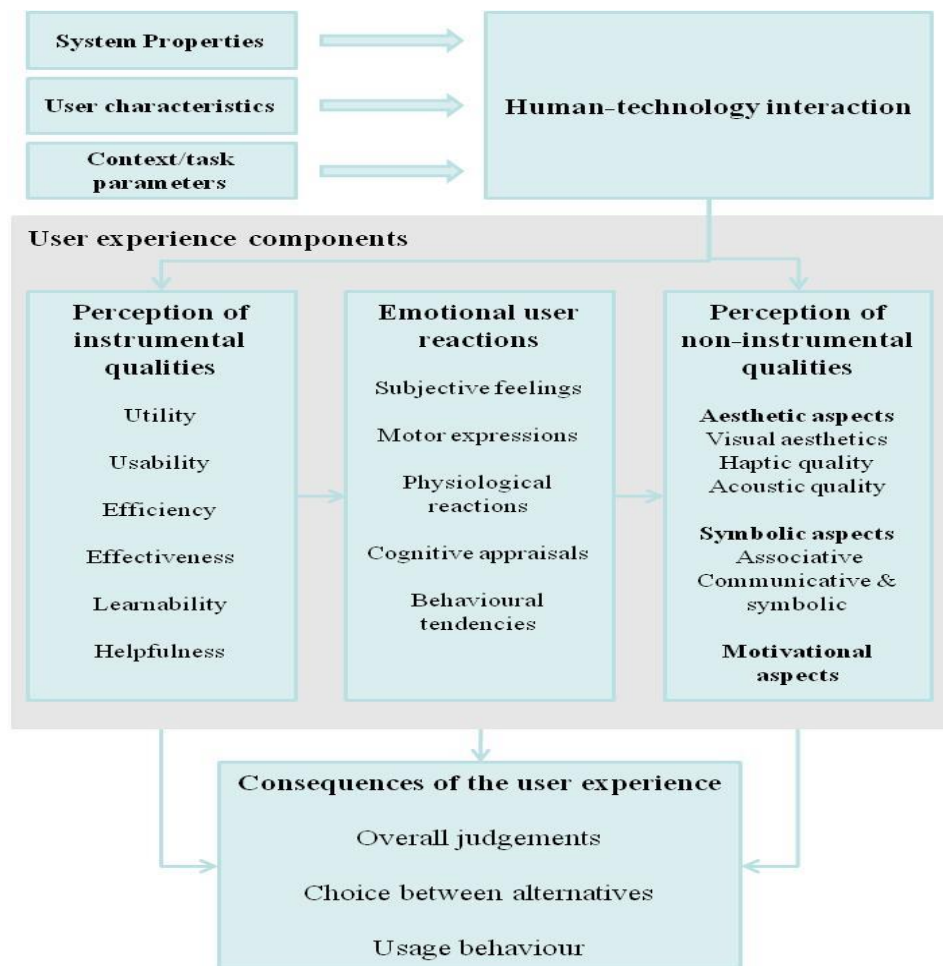 System Properties
User characteristics
Context/task
parameters
Human-technology interaction
User experience components
Perception of
instrumental
qualities
Utility
Usability
Efficiency
Effectiveness
Learnability
Helpfulness
Emotional user
reactions
Subjective feelings
Motor expressions
Physiological
reactions
Cognitive appraisals
Behavioural
tendencies
Perception of
non-instrumental
qualities
Aesthetic aspects
Visual aesthetics
Haptic quality
Acoustic quality
Symbolic aspects
Associative
Communicative &
symbolic
Motivational
aspects
Consequences of the user experience
Overall judgements
Choice between alternatives
Usage behaviour